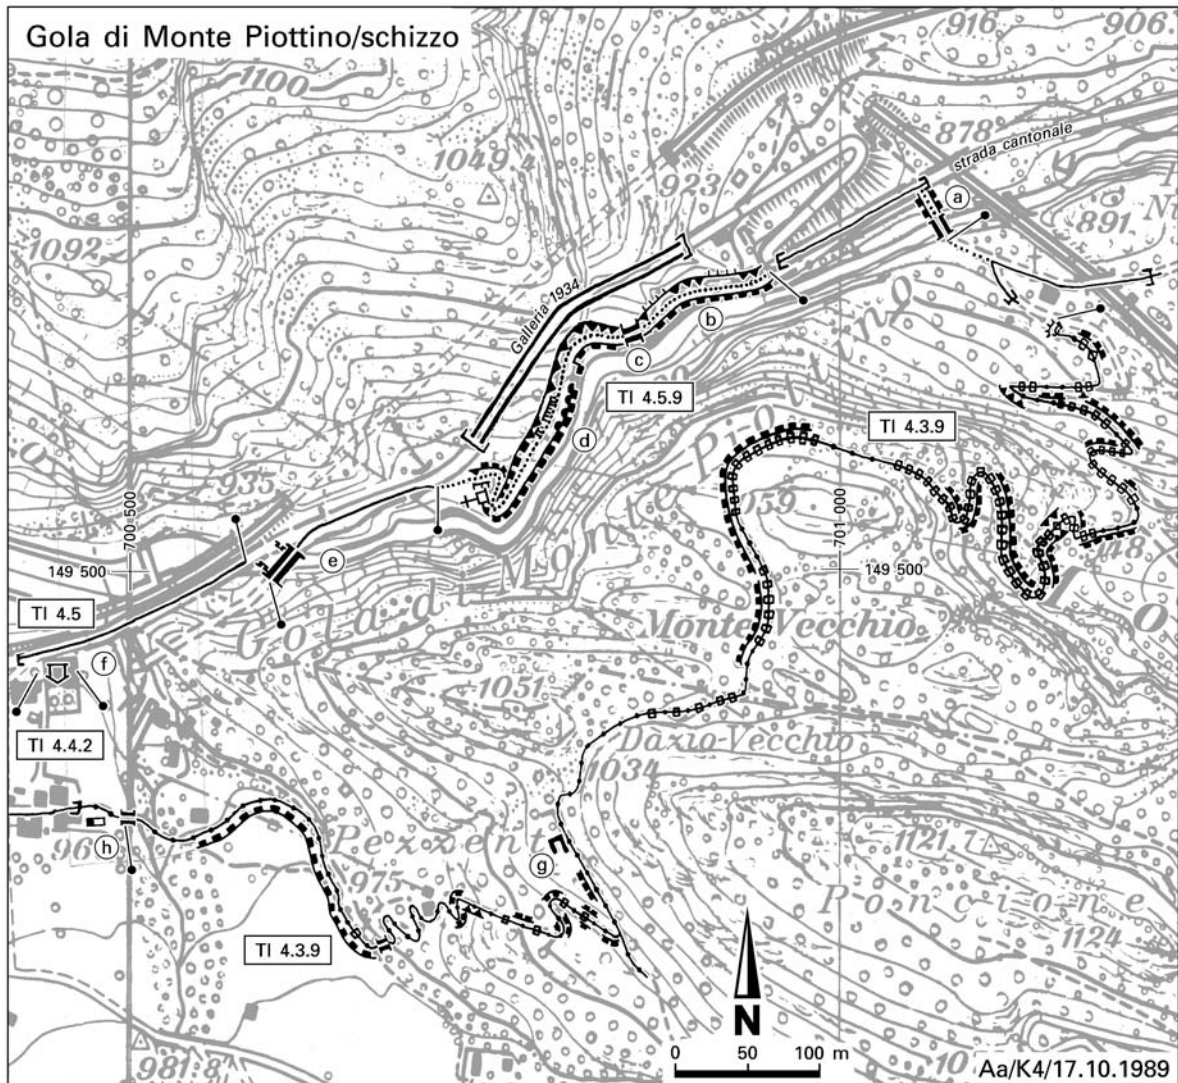 Gola di Monte Piottino/schizzo
916
906.
1100
1049,4
878
strada cantonale
923
a
891
1092
Galleria 1934
b
c
TI 4.5.9
d
TI 4.3.9
935
700 500
1059
701 000
149 500
e
149 500
Gola di Monte Piottino
TI 4.5
Monte Vecchio
f
1051
TI 4.4.2
Dazio Vecchio
1034
h
96
Pezzent
g
1121,7
975
Poncione
1124
TI 4.3.9
N
981,8
0 50 100 m
Aa/K4/17.10.1989